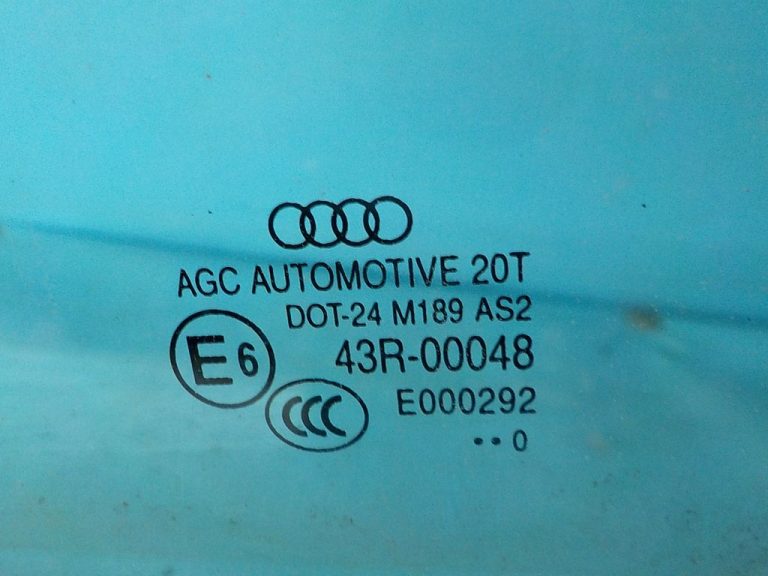 AGC AUTOMOTIVE 20T
DOT-24 M189 AS2
E6 43R-00048
CCC E000292
•• 0